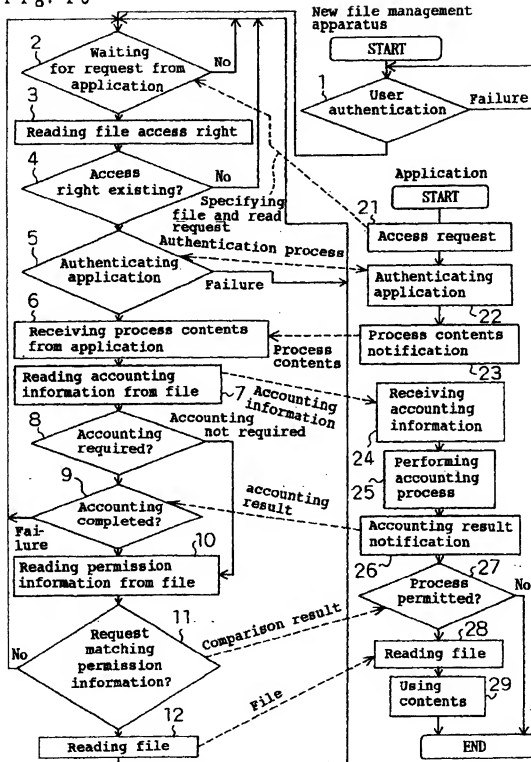 New file management
apparatus
START
1
User
authentication
Failure
2
Waiting
for request from
application
No
3
Reading file access right
4
Access
right existing?
No
Specifying
file and read
request
5
Authenticating
application
Authentication process
Failure
6
Receiving process contents
from application
Process
contents
Reading accounting
information from file
7
Accounting
information
8
Accounting
required?
Accounting
not required
9
Accounting
completed?
accounting
result
Fai-
lure
10
Reading permission
information from file
11
Request
matching
permission
information?
No
Comparison result
12
Reading file
File
Application
START
21
Access request
Authenticating
application
22
Process contents
notification
23
Receiving
accounting
information
24
Performing
accounting
process
25
Accounting result
notification
26
27
Process
permitted?
No
28
Reading file
Using
contents
29
END